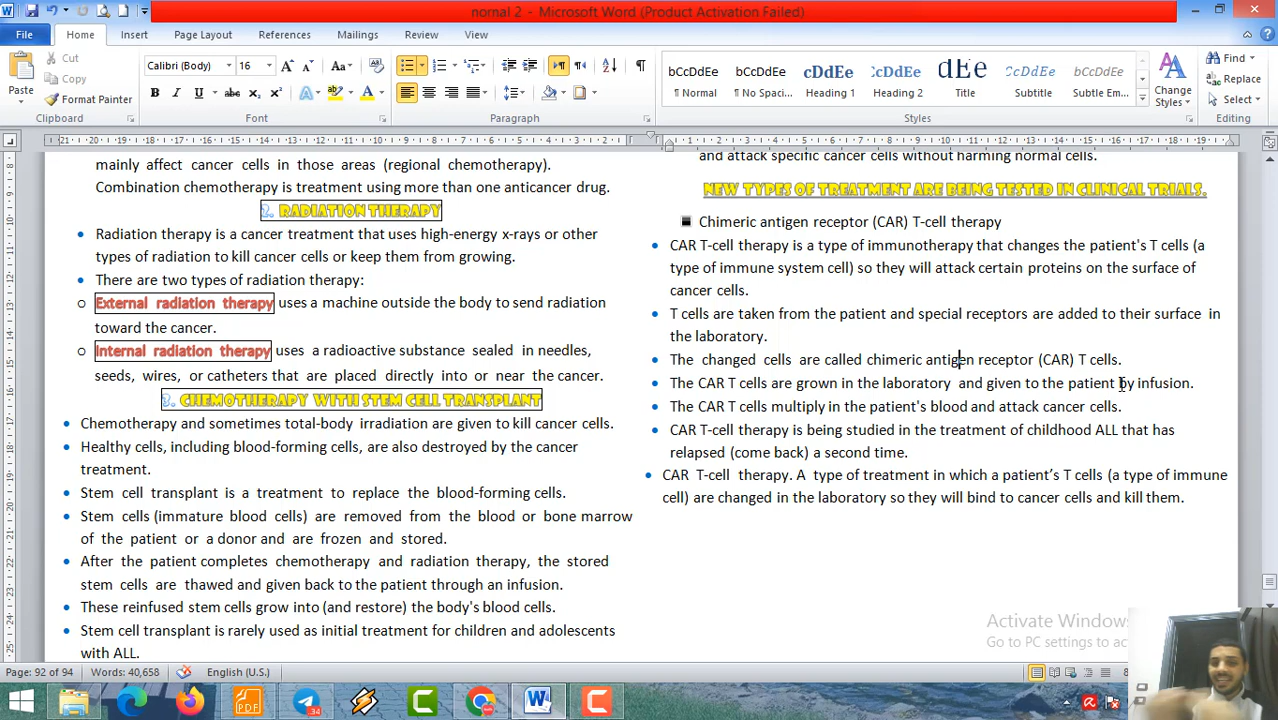 nornal 2 - Microsoft Word (Product Activation Failed)
File
Home
Insert
Page Layout
References
Mailings
Review
View
Paste
Cut
Copy
Format Painter
Clipboard
Calibri (Body)
16
Font
Paragraph
bCcDdEe
¶ Normal
bCcDdEe
¶ No Spaci...
cDdEe
Heading 1
CcDdEe
Heading 2
dEe
Title
CcDdEe
Subtitle
bCcDdEe
Subtle Em...
Styles
Change Styles
Find
Replace
Select
Editing
mainly affect cancer cells in those areas (regional chemotherapy).
Combination chemotherapy is treatment using more than one anticancer drug.
2. RADIATION THERAPY
Radiation therapy is a cancer treatment that uses high-energy x-rays or other
types of radiation to kill cancer cells or keep them from growing.
There are two types of radiation therapy:
External radiation therapy uses a machine outside the body to send radiation
toward the cancer.
Internal radiation therapy uses a radioactive substance sealed in needles,
seeds, wires, or catheters that are placed directly into or near the cancer.
3. CHEMOTHERAPY WITH STEM CELL TRANSPLANT
Chemotherapy and sometimes total-body irradiation are given to kill cancer cells.
Healthy cells, including blood-forming cells, are also destroyed by the cancer
treatment.
Stem cell transplant is a treatment to replace the blood-forming cells.
Stem cells (immature blood cells) are removed from the blood or bone marrow
of the patient or a donor and are frozen and stored.
After the patient completes chemotherapy and radiation therapy, the stored
stem cells are thawed and given back to the patient through an infusion.
These reinfused stem cells grow into (and restore) the body's blood cells.
Stem cell transplant is rarely used as initial treatment for children and adolescents
with ALL.
and attack specific cancer cells without harming normal cells.
NEW TYPES OF TREATMENT ARE BEING TESTED IN CLINICAL TRIALS.
Chimeric antigen receptor (CAR) T-cell therapy
CAR T-cell therapy is a type of immunotherapy that changes the patient's T cells (a
type of immune system cell) so they will attack certain proteins on the surface of
cancer cells.
T cells are taken from the patient and special receptors are added to their surface in
the laboratory.
The changed cells are called chimeric antigen receptor (CAR) T cells.
The CAR T cells are grown in the laboratory and given to the patient by infusion.
The CAR T cells multiply in the patient's blood and attack cancer cells.
CAR T-cell therapy is being studied in the treatment of childhood ALL that has
relapsed (come back) a second time.
CAR T-cell therapy. A type of treatment in which a patient's T cells (a type of immune
cell) are changed in the laboratory so they will bind to cancer cells and kill them.
Activate Windows
Go to PC settings to
Page: 92 of 94
Words: 40,658
English (U.S.)